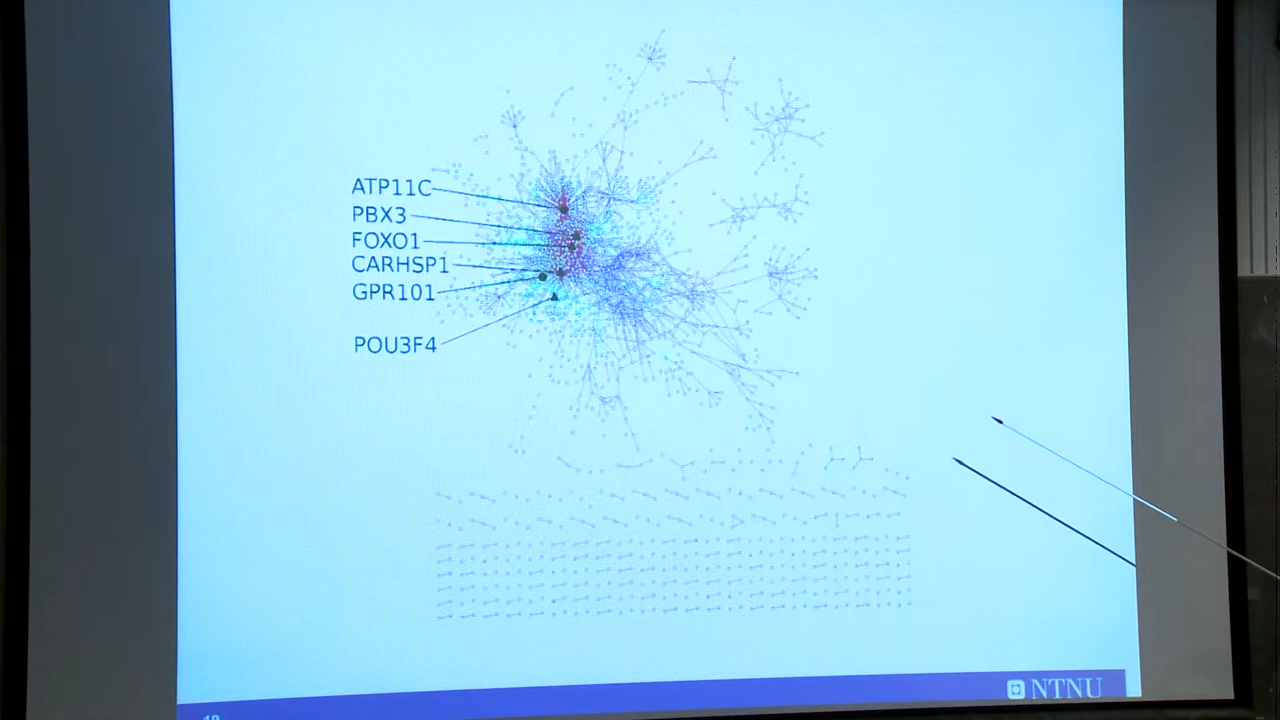 ATP11C
PBX3
FOXO1
CARHSP1
GPR101
POU3F4
NTNU